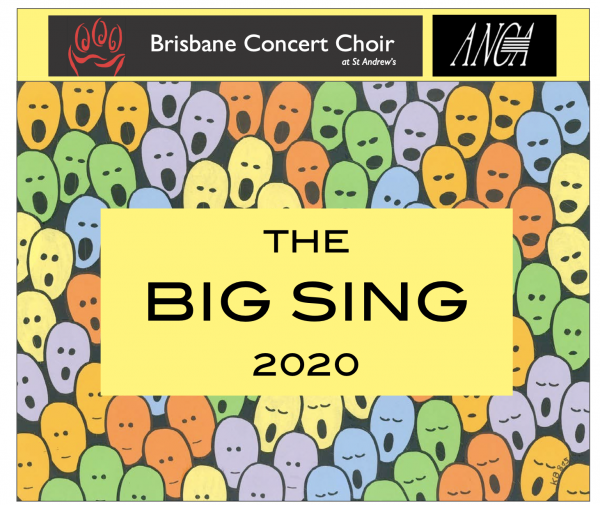 Brisbane Concert Choir
at St Andrew's
ANCA
THE
BIG SING
2020